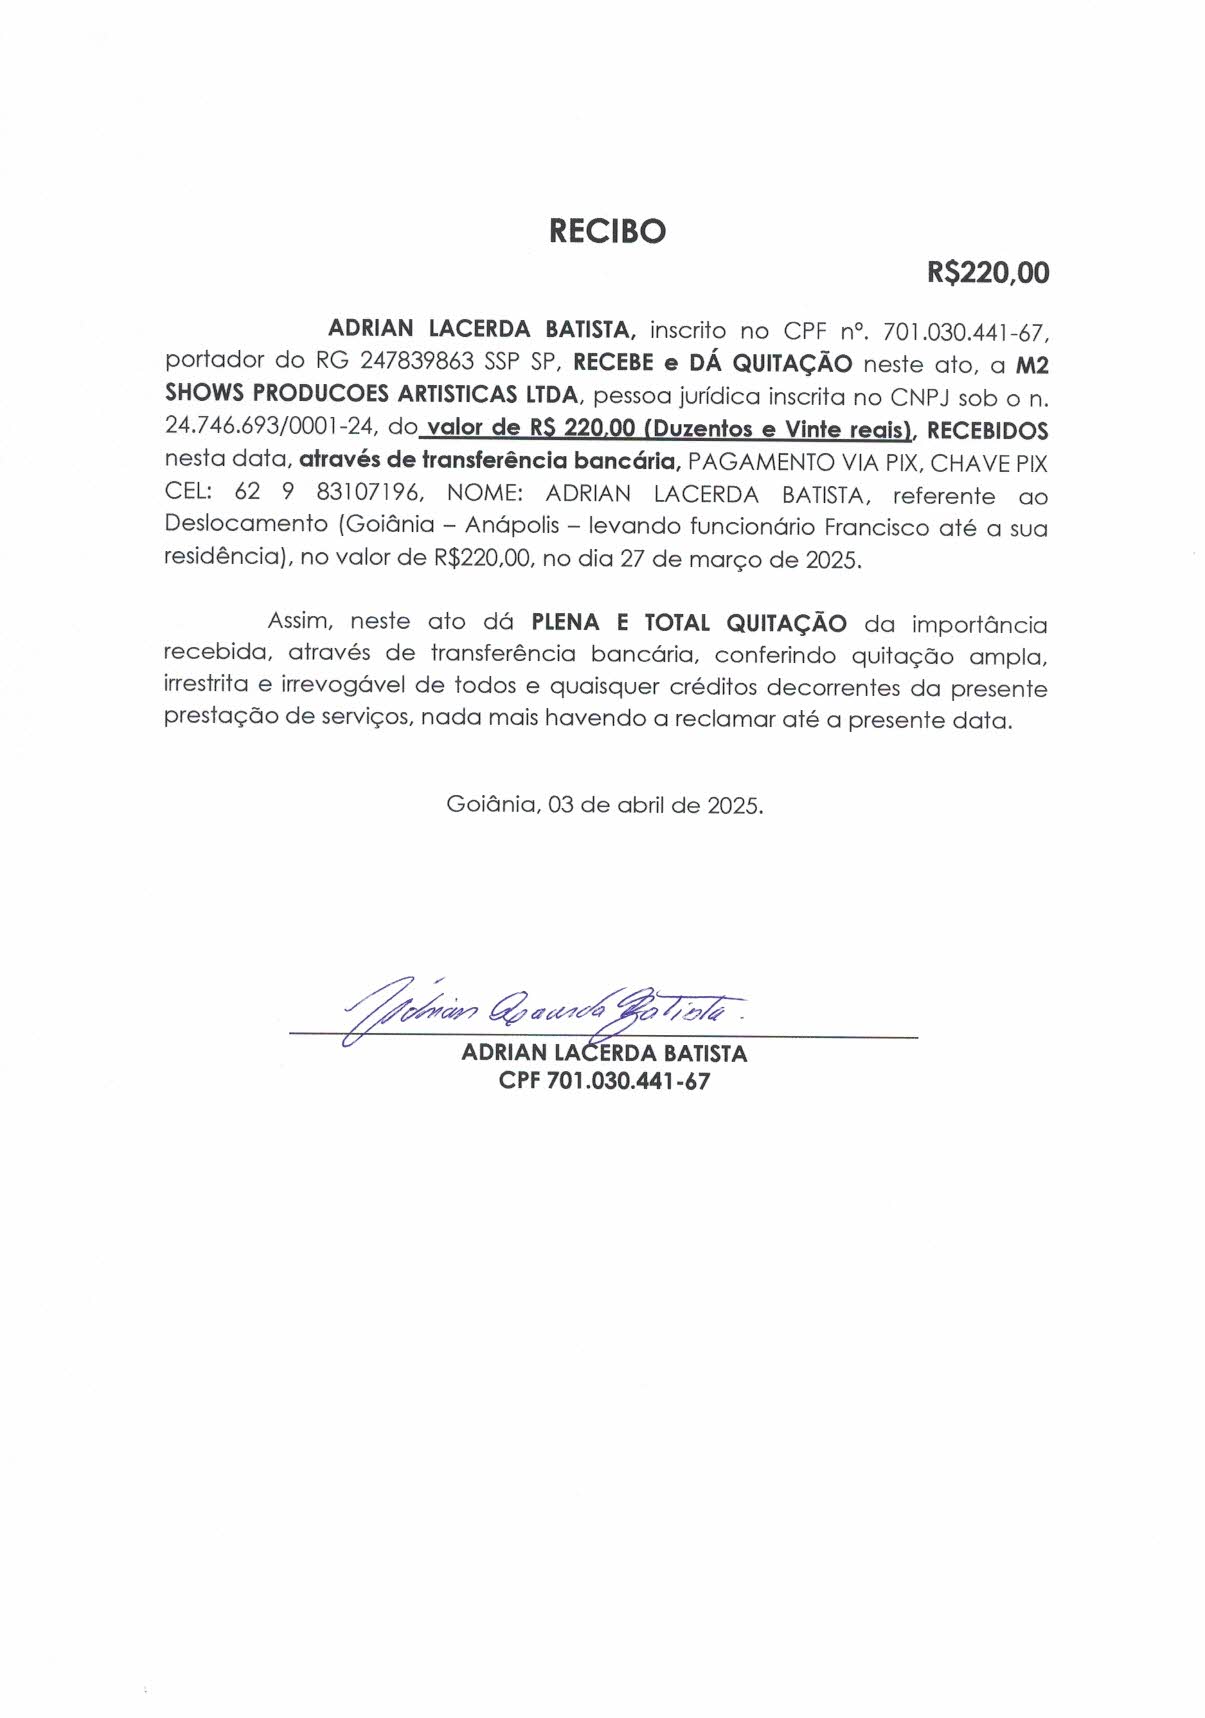 RECIBO
R$220,00
ADRIAN LACERDA BATISTA, inscrito no CPF nº. 701.030.441-67,
portador do RG 247839863 SSP SP, RECEBE e DÁ QUITAÇÃO neste ato, a M2
SHOWS PRODUCOES ARTISTICAS LTDA, pessoa jurídica inscrita no CNPJ sob o n.
24.746.693/0001-24, do valor de R$ 220,00 (Duzentos e Vinte reais), RECEBIDOS
nesta data, através de transferência bancária, PAGAMENTO VIA PIX, CHAVE PIX
CEL: 62 9 83107196, NOME: ADRIAN LACERDA BATISTA, referente ao
Deslocamento (Goiânia – Anápolis – levando funcionário Francisco até a sua
residência), no valor de R$220,00, no dia 27 de março de 2025.
Assim, neste ato dá PLENA E TOTAL QUITAÇÃO da importância
recebida, através de transferência bancária, conferindo quitação ampla,
irrestrita e irrevogável de todos e quaisquer créditos decorrentes da presente
prestação de serviços, nada mais havendo a reclamar até a presente data.
Goiânia, 03 de abril de 2025.
Adrian Lacerda Batista.
ADRIAN LACERDA BATISTA
CPF 701.030.441-67